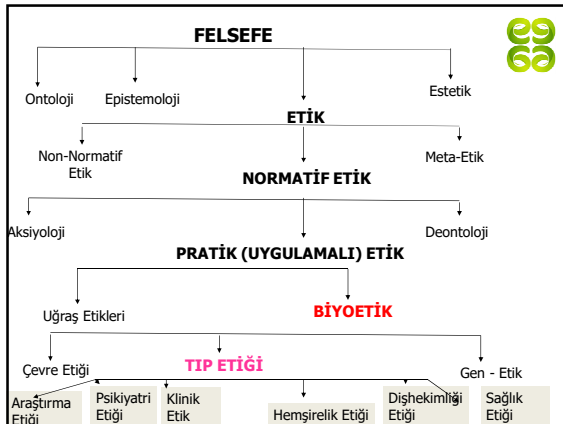 FELSEFE
Ontoloji
Epistemoloji
Estetik
ETİK
Non-Normatif
Etik
Meta-Etik
NORMATİF ETİK
Aksiyoloji
Deontoloji
PRATİK (UYGULAMALI) ETİK
Uğraş Etikleri
BİYOETİK
Çevre Etiği
TIP ETİĞİ
Gen - Etik
Araştırma
Etiği
Psikiyatri
Etiği
Klinik
Etik
Hemşirelik Etiği
Dişhekimliği
Etiği
Sağlık
Etiği